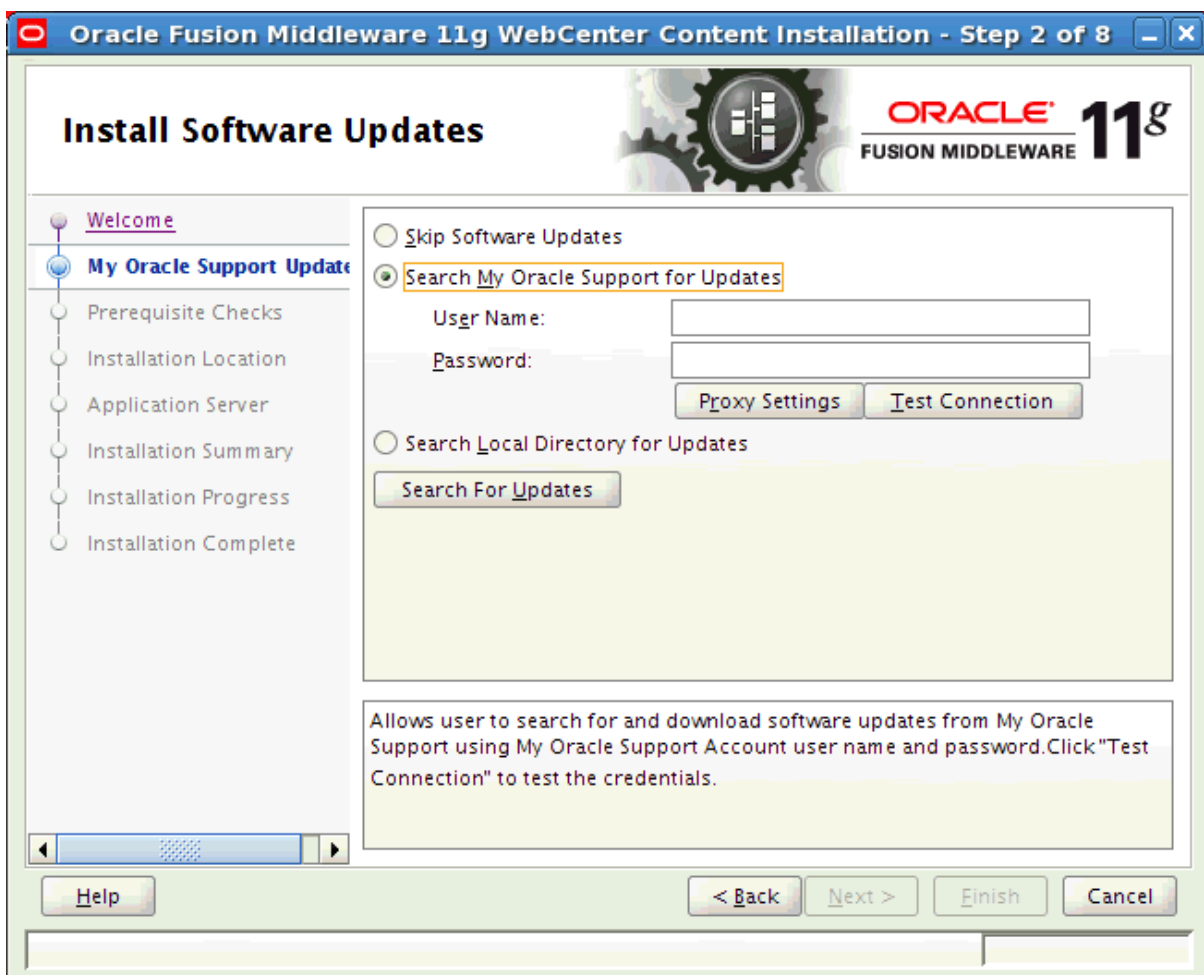 Oracle Fusion Middleware 11g WebCenter Content Installation - Step 2 of 8
Install Software Updates
ORACLE
FUSION MIDDLEWARE
11g
Welcome
My Oracle Support Update
Prerequisite Checks
Installation Location
Application Server
Installation Summary
Installation Progress
Installation Complete
Skip Software Updates
Search My Oracle Support for Updates
User Name:
Password:
Proxy Settings
Test Connection
Search Local Directory for Updates
Search For Updates
Allows user to search for and download software updates from My Oracle
Support using My Oracle Support Account user name and password.Click "Test
Connection" to test the credentials.
Help
< Back
Next >
Finish
Cancel